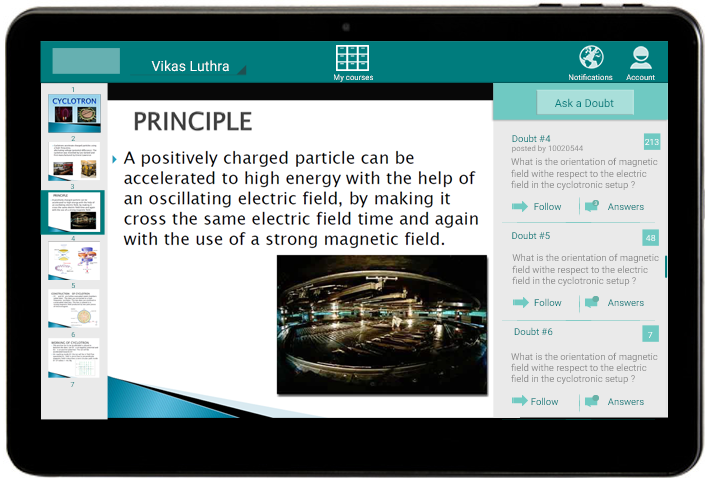 Vikas Luthra
My courses
Notifications
Account
1
CYCLOTRON
2
3
PRINCIPLE
4
5
6
7
PRINCIPLE
A positively charged particle can be
accelerated to high energy with the help of
an oscillating electric field, by making it
cross the same electric field time and again
with the use of a strong magnetic field.
Ask a Doubt
Doubt #4
213
posted by 10020544
What is the orientation of magnetic
field withe respect to the electric
field in the cyclotronic setup ?
Follow
Answers
Doubt #5
48
What is the orientation of magnetic
field withe respect to the electric
field in the cyclotronic setup ?
Follow
Answers
Doubt #6
7
What is the orientation of magnetic
field withe respect to the electric
field in the cyclotronic setup ?
Follow
Answers